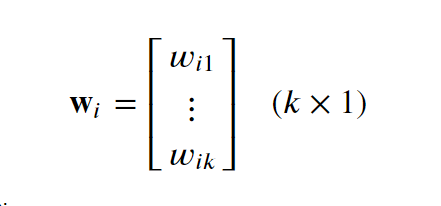 w_i = [ w_{i1} ⋮ w_{ik} ] (k × 1)